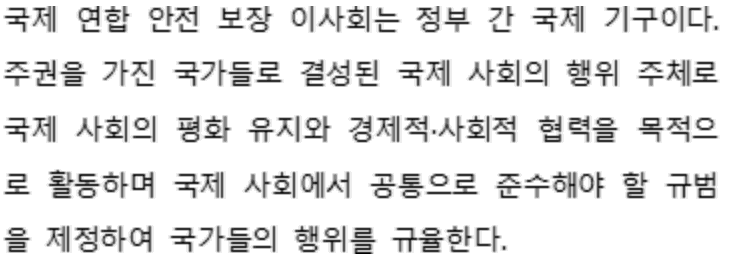 국제 연합 안전 보장 이사회는 정부 간 국제 기구이다.
주권을 가진 국가들로 결성된 국제 사회의 행위 주체로
국제 사회의 평화 유지와 경제적·사회적 협력을 목적으
로 활동하며 국제 사회에서 공통으로 준수해야 할 규범
을 제정하여 국가들의 행위를 규율한다.